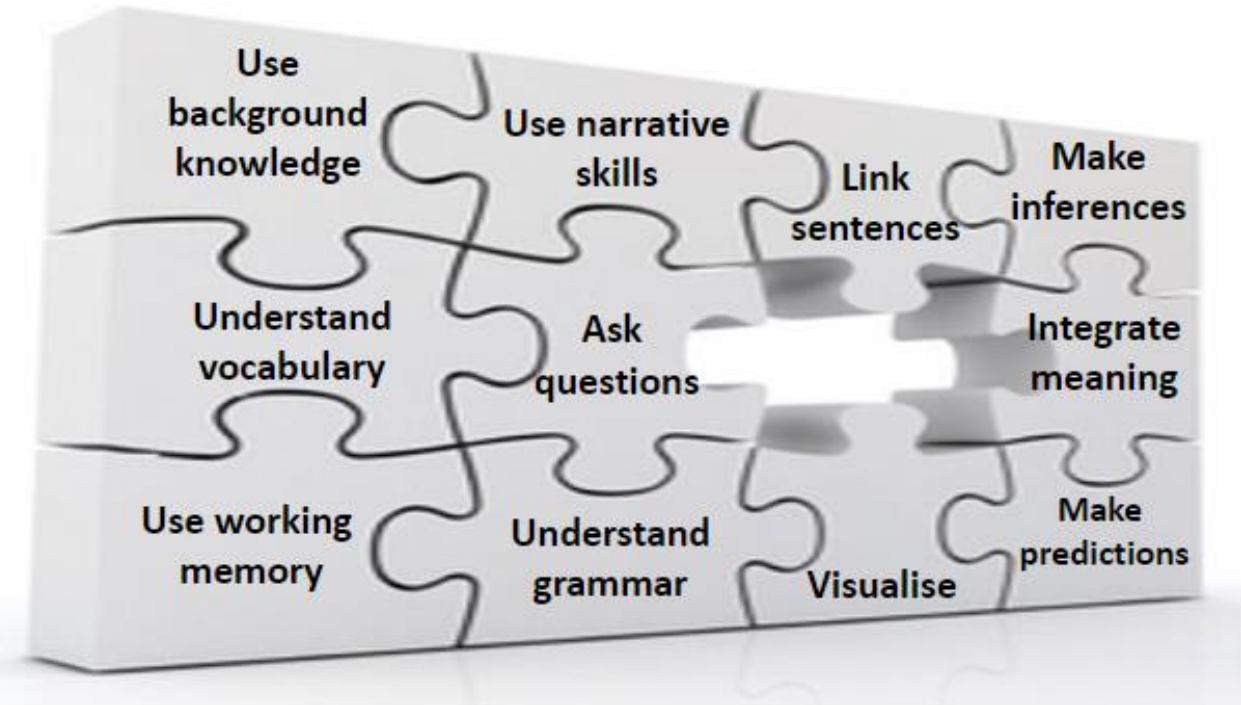 Use
background
knowledge
Use narrative
skills
Link
sentences
Make
inferences
Understand
vocabulary
Ask
questions
Integrate
meaning
Use working
memory
Understand
grammar
Visualise
Make
predictions